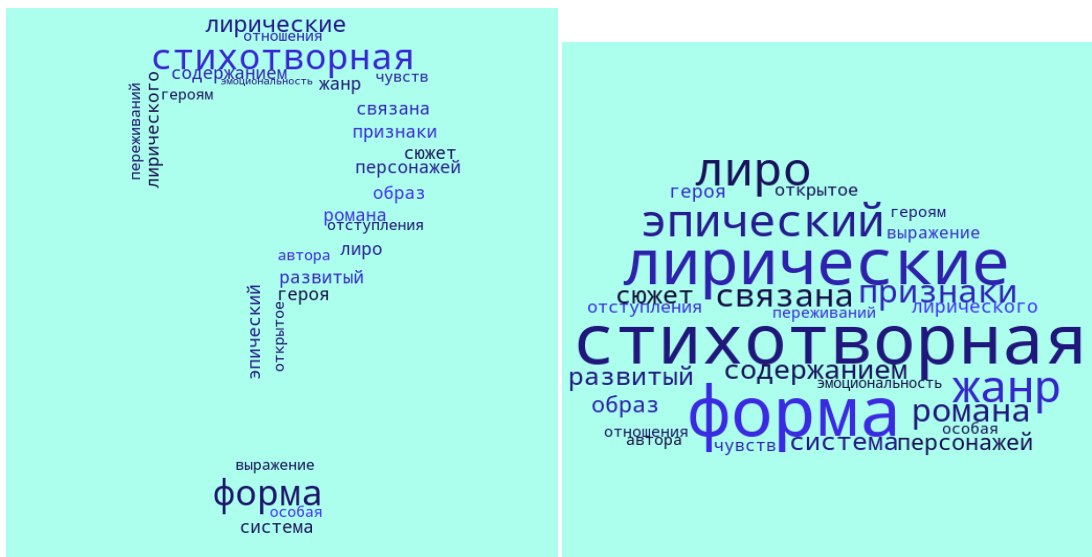 лирические
отношения
стихотворная
содержанием
эмоциональность
жанр
чувств
героям
переживаний
лирического
связана
признаки
сюжет
персонажей
образ
романа
отступления
лиро
автора
развитый
героя
эпический
открытое
выражение
форма
особая
система
лиро
героя
открытое
эпический
героям
выражение
лирические
сюжет
связана
признаки
отступления
переживаний
лирического
стихотворная
содержанием
развитый
эмоциональность
жанр
образ
форма
романа
отношения
особая
автора
чувств
система
персонажей